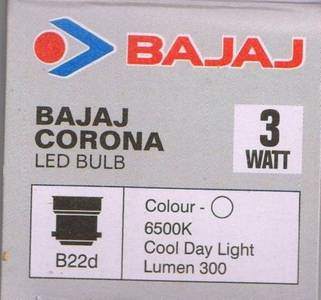 BAJAJ
BAJAJ
CORONA
LED BULB
3
WATT
B22d
Colour -
6500K
Cool Day Light
Lumen 300